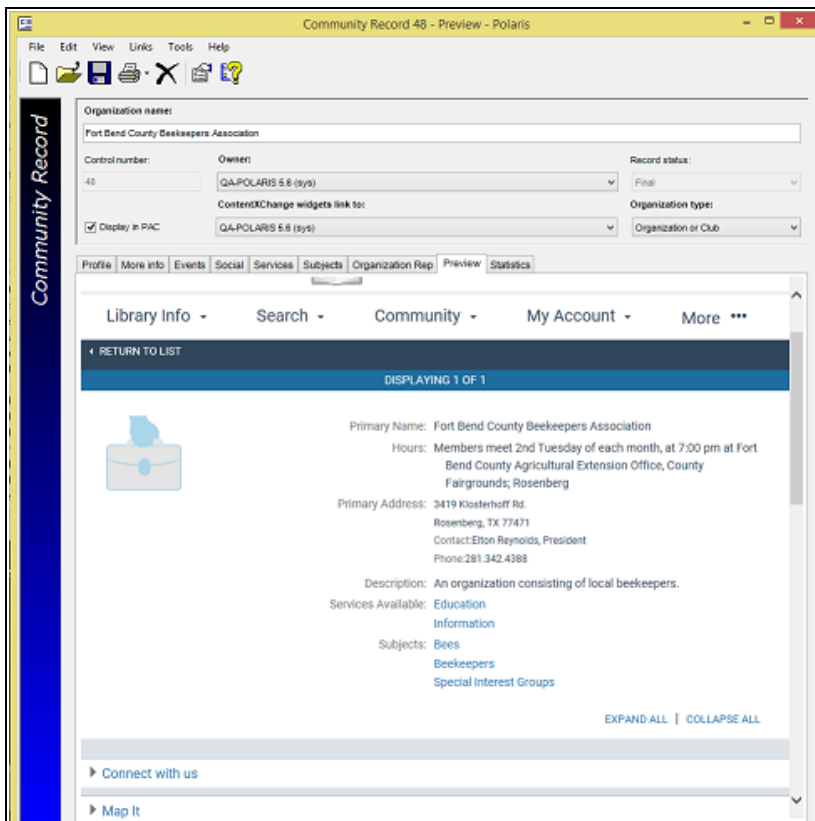 Community Record 48 - Preview - Polaris
File Edit View Links Tools Help
Community Record
Organization name:
Fort Bend County Beekeepers Association
Control number: Owner: Record status:
48 QA-POLARIS 5.6 (sys) Final
ContentXChange widgets link to: Organization type:
Display in PAC QA-POLARIS 5.6 (sys) Organization or Club
Profile More info Events Social Services Subjects Organization Rep Preview Statistics
Library Info Search Community My Account More •••
RETURN TO LIST
DISPLAYING 1 OF 1
Primary Name: Fort Bend County Beekeepers Association
Hours: Members meet 2nd Tuesday of each month, at 7:00 pm at Fort
Bend County Agricultural Extension Office, County
Fairgrounds; Rosenberg
Primary Address: 3419 Klosterhoff Rd.
Rosenberg, TX 77471
Contact:Elton Reynolds, President
Phone:281.342.4388
Description: An organization consisting of local beekeepers.
Services Available: Education
Information
Subjects: Bees
Beekeepers
Special Interest Groups
EXPAND ALL | COLLAPSE ALL
Connect with us
Map It